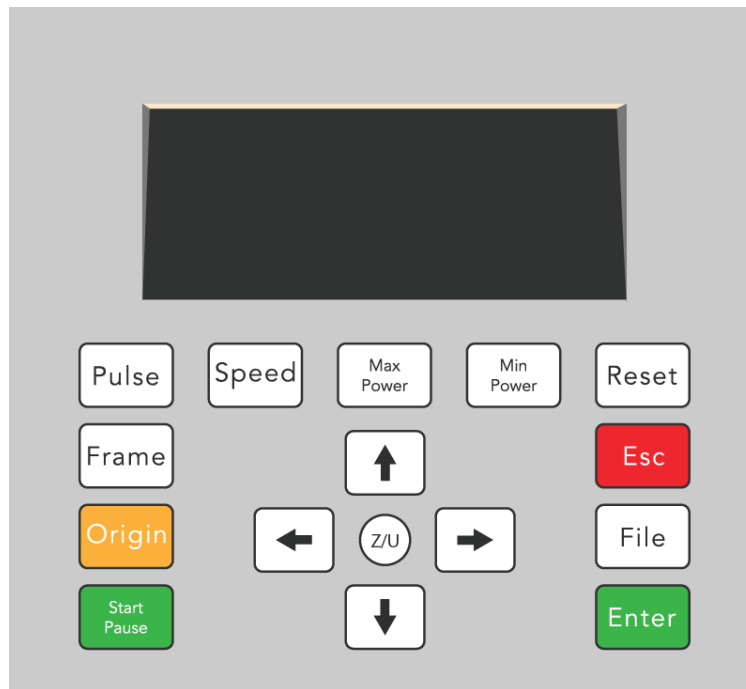 Pulse
Speed
Max
Power
Min
Power
Reset
Frame
Esc
Origin
Z/U
File
Start
Pause
Enter